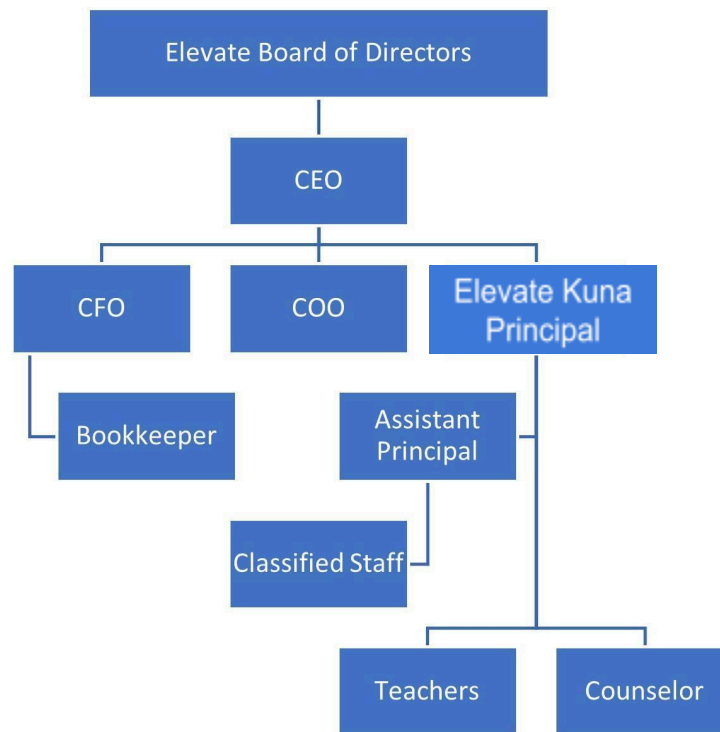 Elevate Board of Directors
CEO
CFO
COO
Elevate Kuna
Principal
Bookkeeper
Assistant
Principal
Classified Staff
Teachers
Counselor